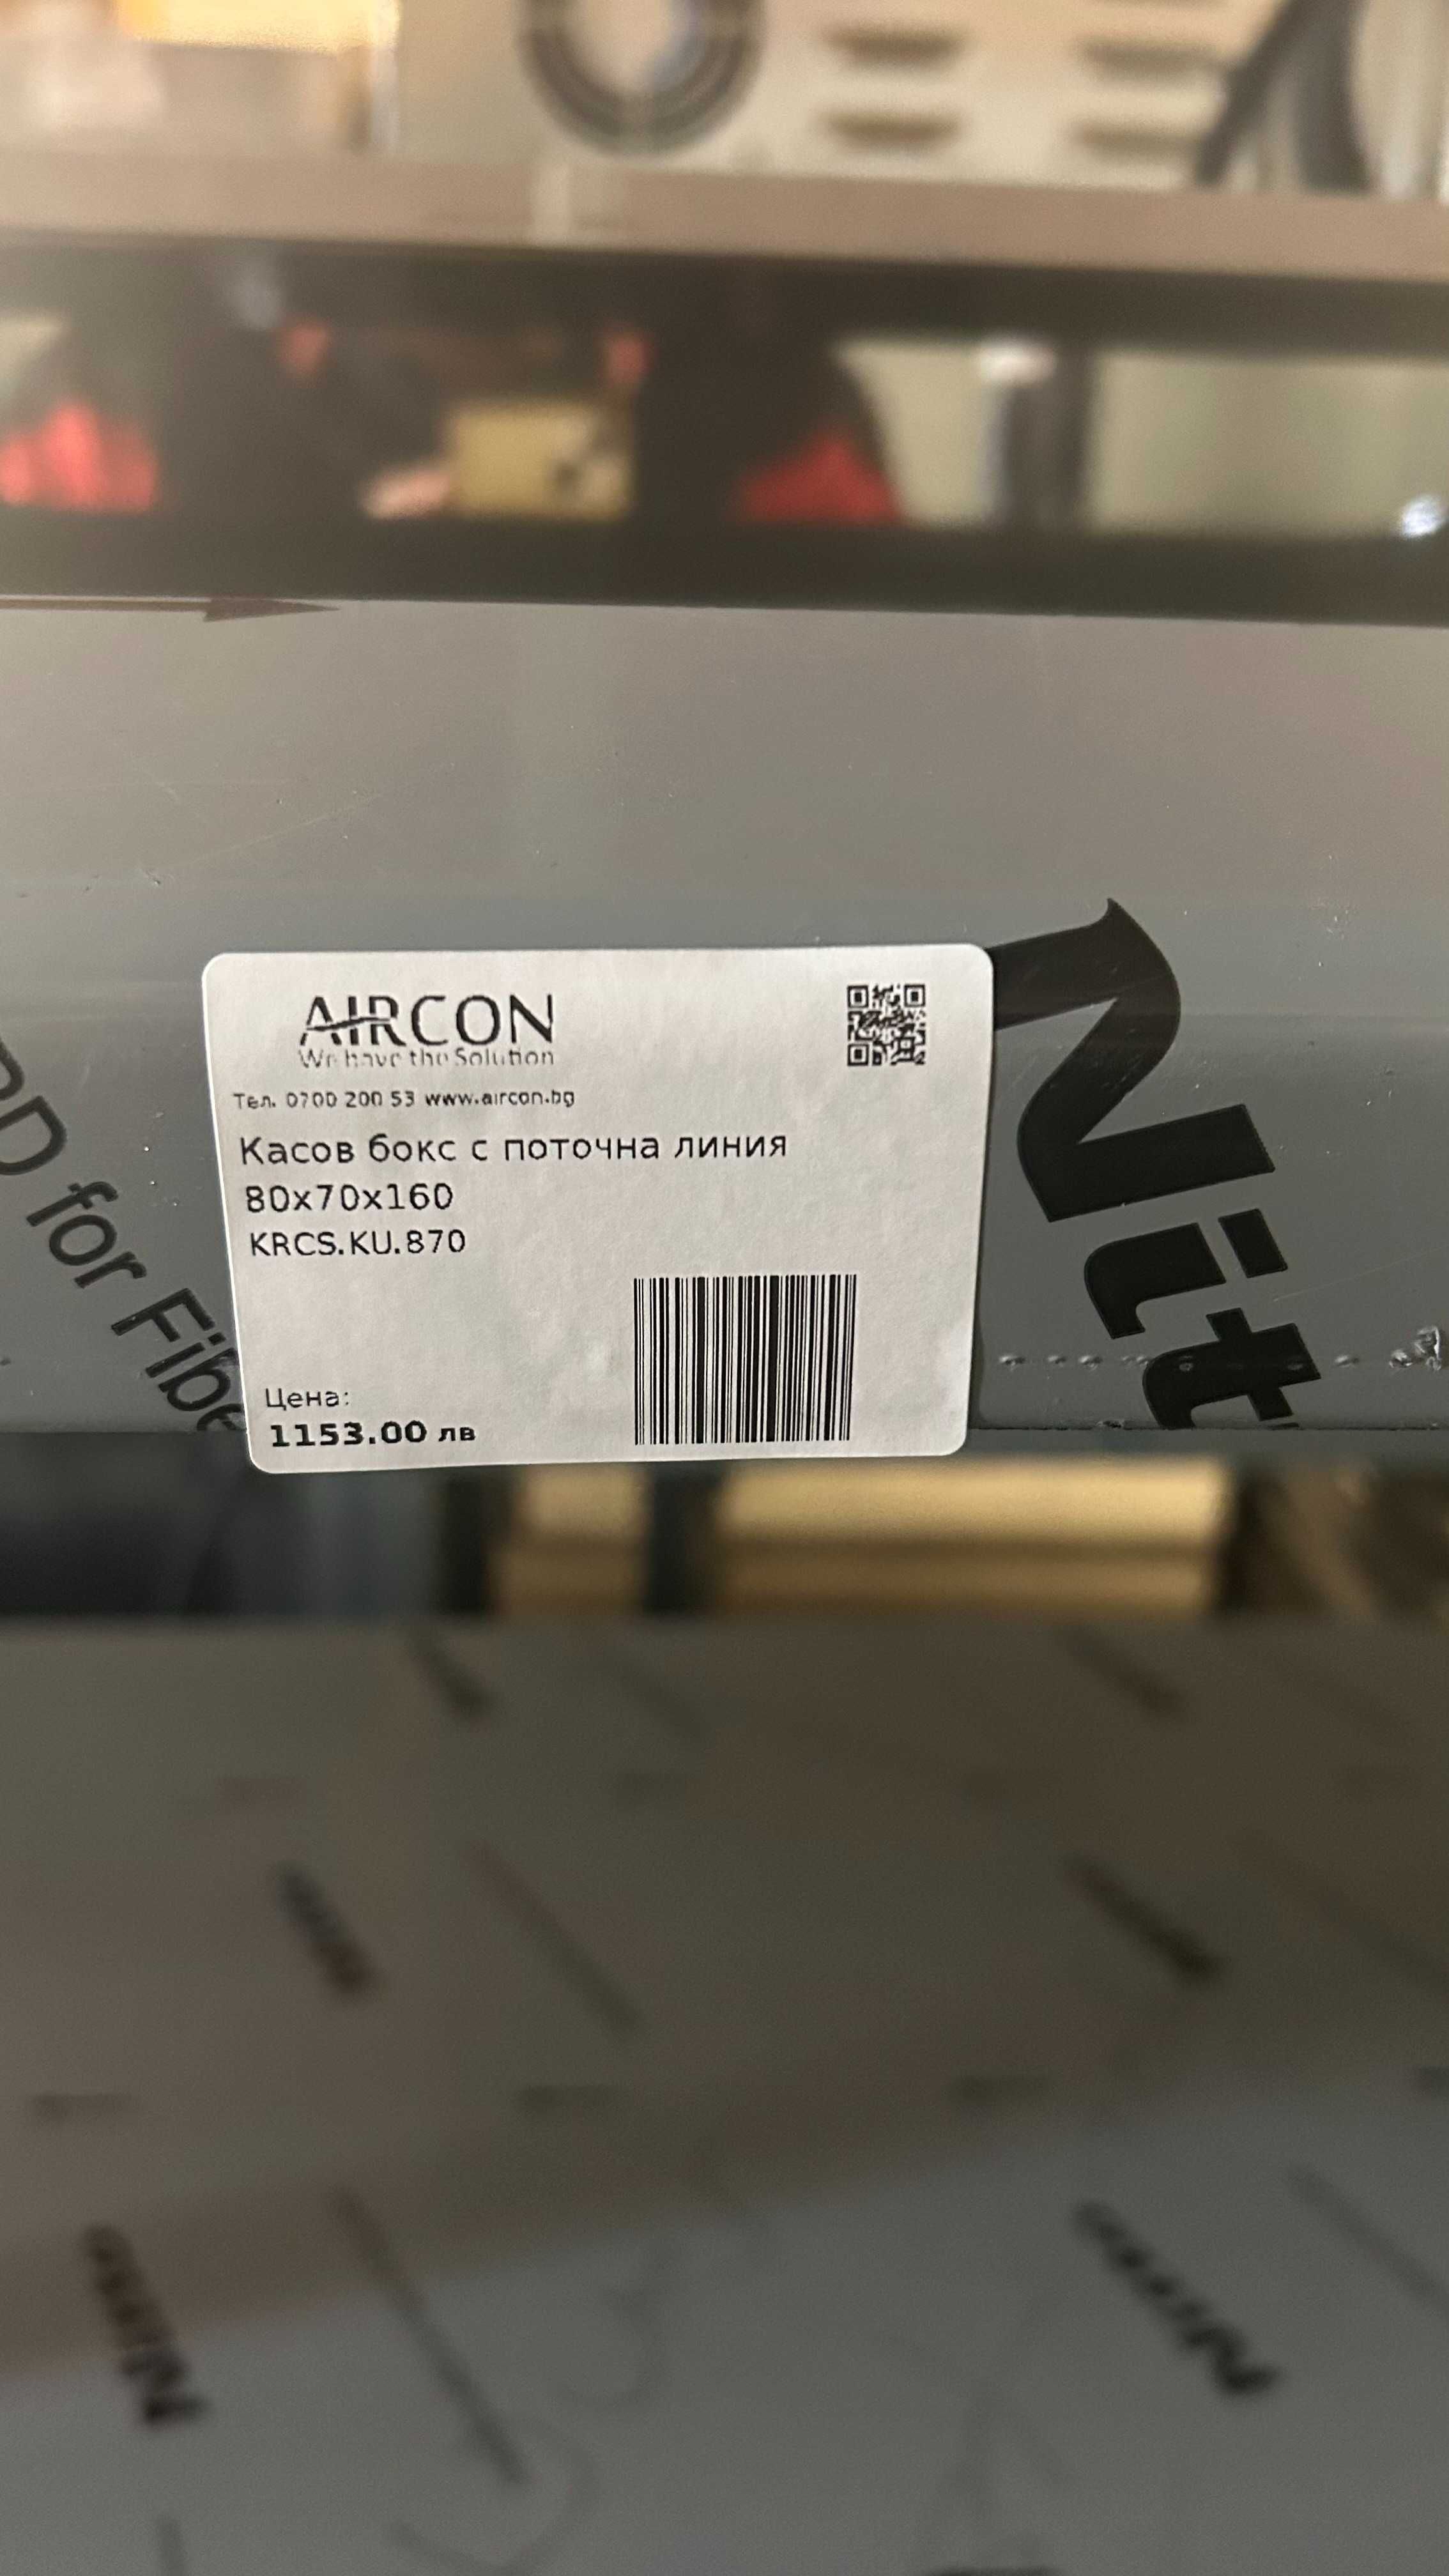 AIRCON
We have the Solution
Тел. 0700 200 53 www.aircon.bg
Касов бокс с поточна линия
80x70x160
KRCS.KU.870
Цена:
1153.00 лв
for Fibe
Nit